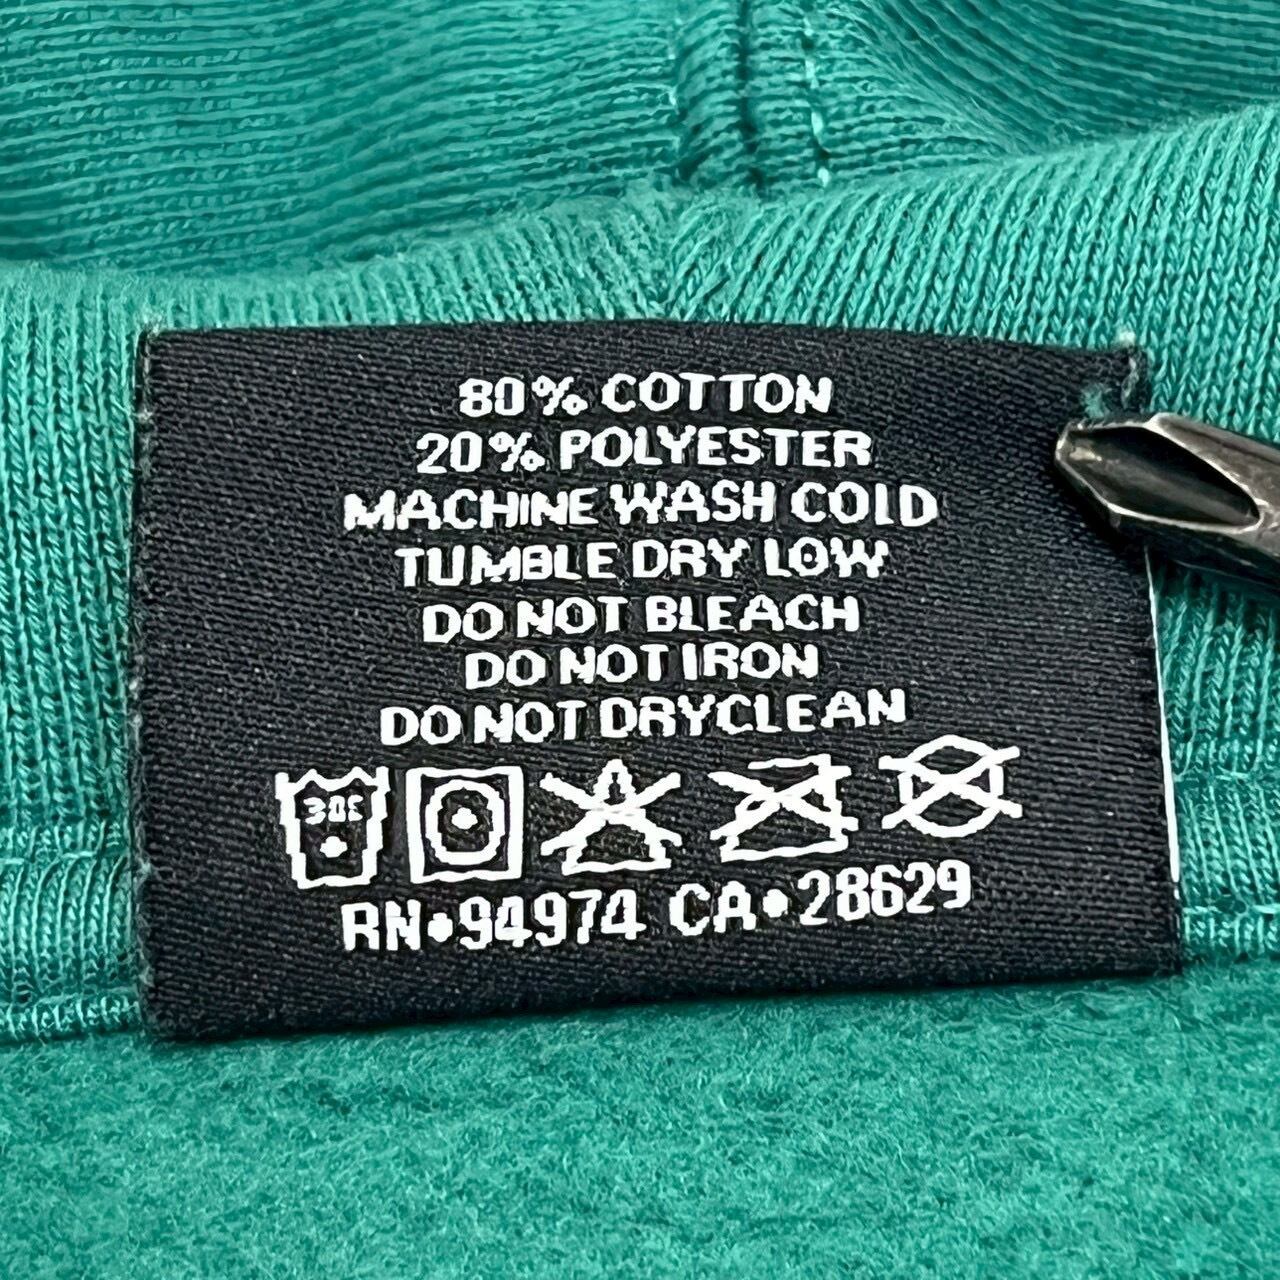 80% COTTON
20% POLYESTER
MACHINE WASH COLD
TUMBLE DRY LOW
DO NOT BLEACH
DO NOT IRON
DO NOT DRYCLEAN
30C
RN•94974 CA•28629